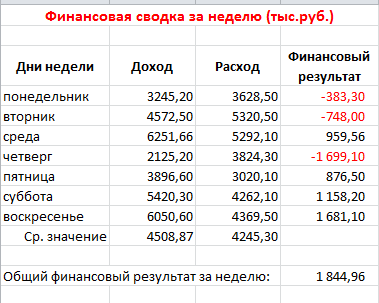 Финансовая сводка за неделю (тыс.руб.)
Дни недели Доход Расход Финансовый результат
понедельник 3245,20 3628,50 -383,30
вторник 4572,50 5320,50 -748,00
среда 6251,66 5292,10 959,56
четверг 2125,20 3824,30 -1 699,10
пятница 3896,60 3020,10 876,50
суббота 5420,30 4262,10 1 158,20
воскресенье 6050,60 4369,50 1 681,10
Ср. значение 4508,87 4245,30
Общий финансовый результат за неделю: 1 844,96